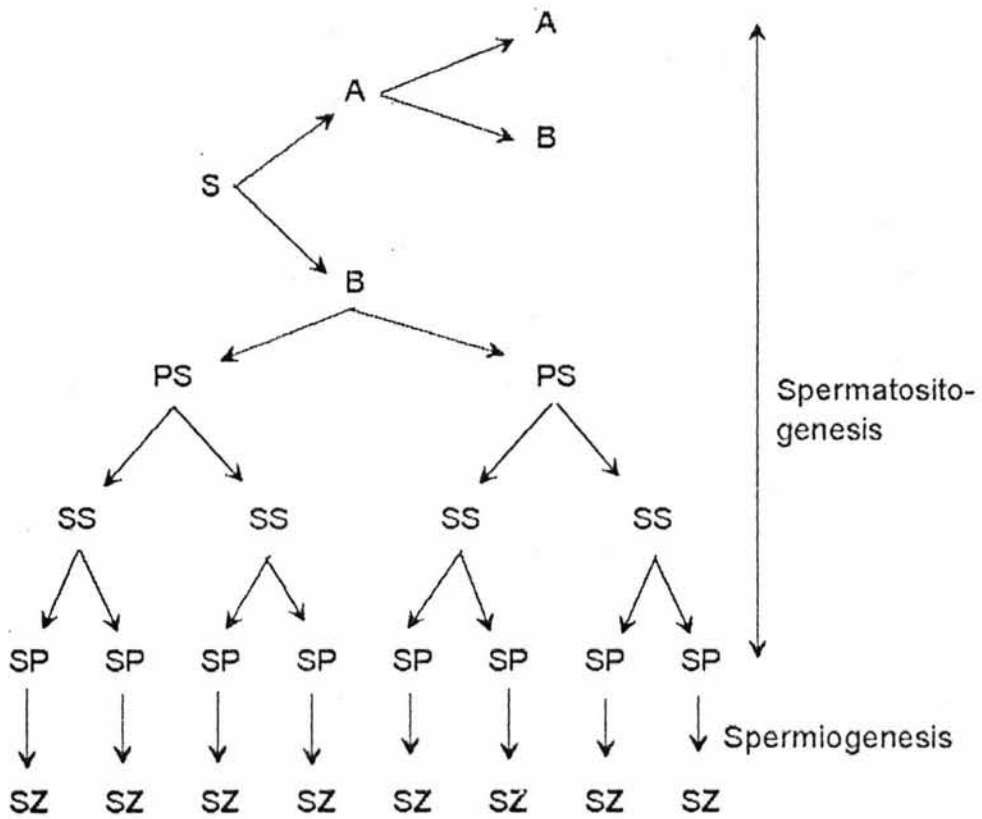 A
A
B
S
B
PS PS
Spermatosito-
genesis
SS SS SS SS
SP SP SP SP SP SP SP SP
Spermiogenesis
SZ SZ SZ SZ SZ SZ SZ SZ